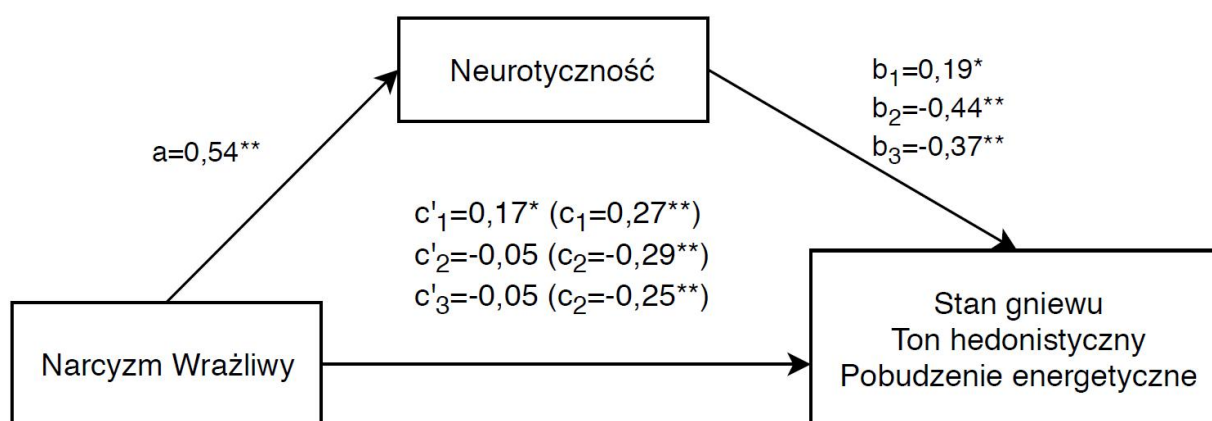 Neurotyczność
b1=0,19*
b2=-0,44**
b3=-0,37**
a=0,54**
c'1=0,17* (c1=0,27**)
c'2=-0,05 (c2=-0,29**)
c'3=-0,05 (c2=-0,25**)
Narcyzm Wrażliwy
Stan gniewu
Ton hedonistyczny
Pobudzenie energetyczne